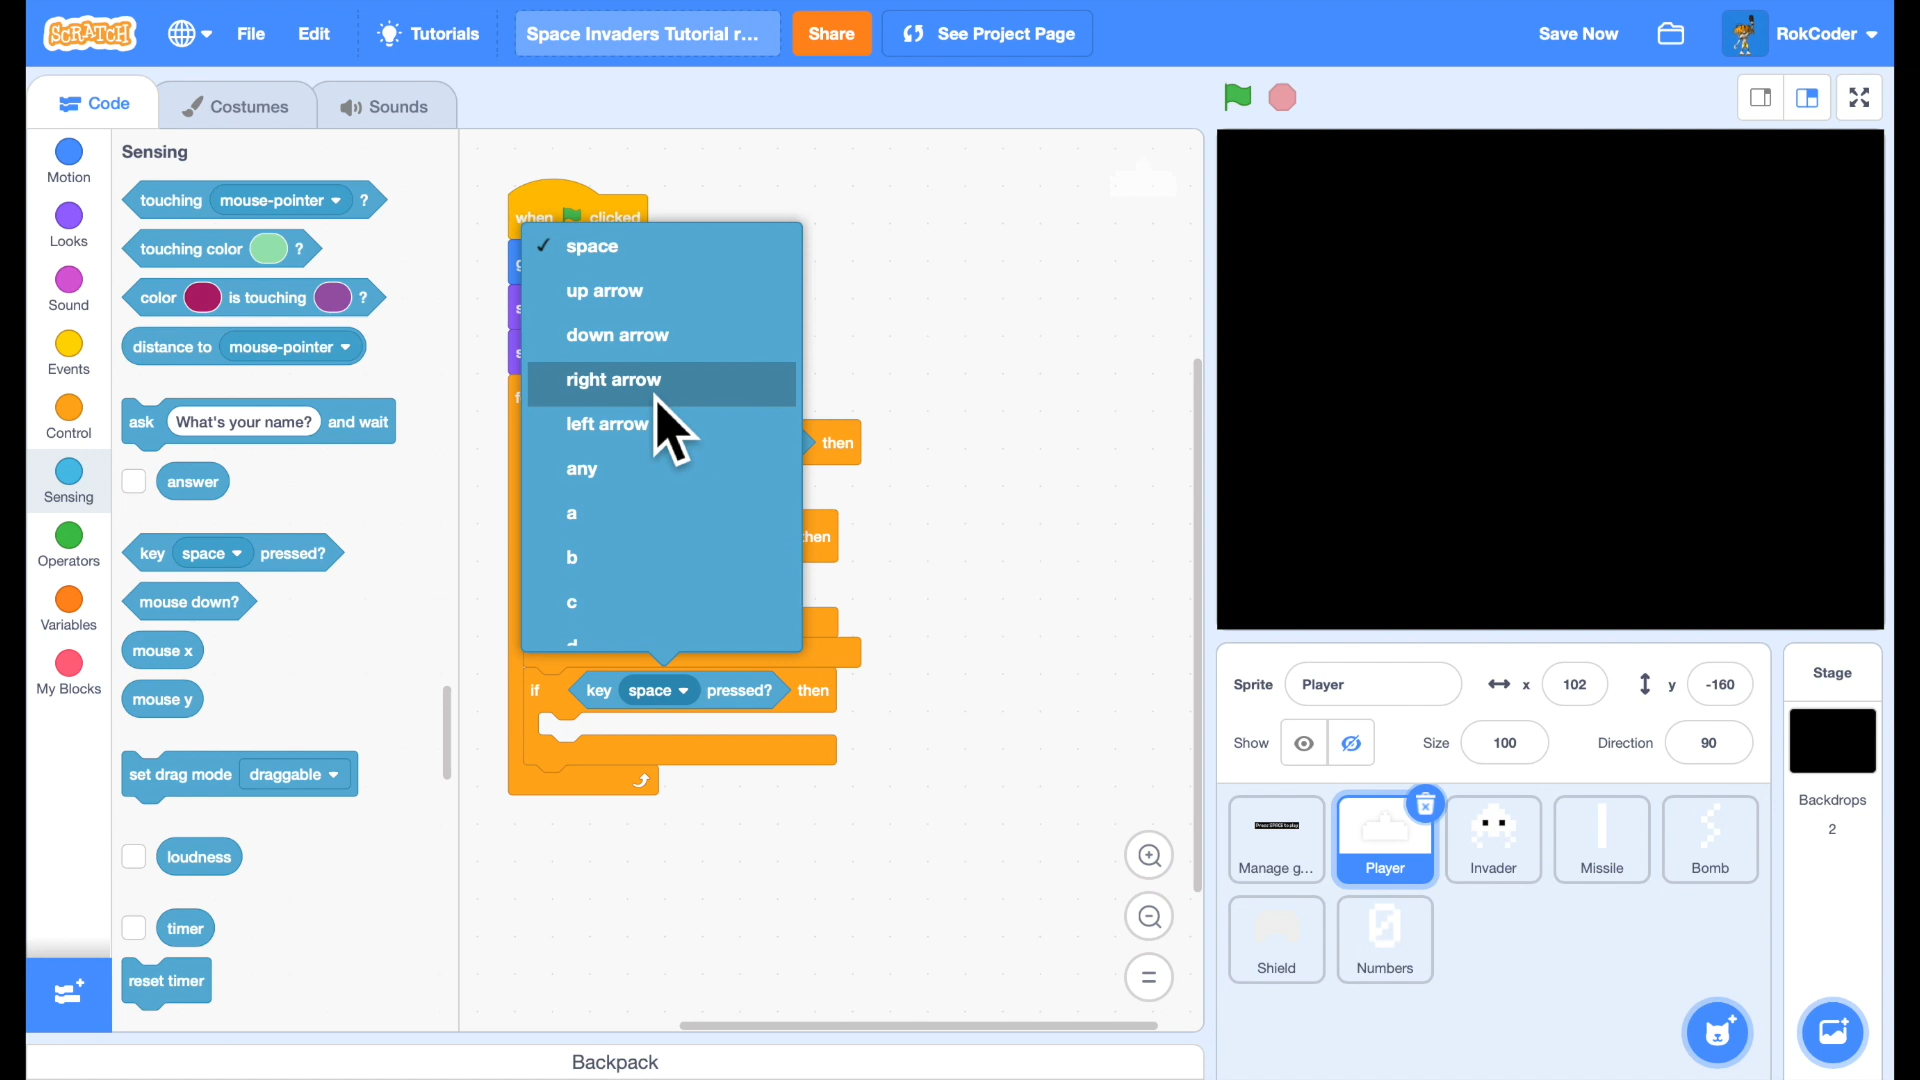 SCRATCH
File
Edit
Tutorials
Space Invaders Tutorial r...
Share
See Project Page
Save Now
RokCoder
Code
Costumes
Sounds
Motion
Looks
Sound
Events
Control
Sensing
Operators
Variables
My Blocks
Sensing
touching mouse-pointer ?
touching color ?
color is touching ?
distance to mouse-pointer
ask What's your name? and wait
answer
key space pressed?
mouse down?
mouse x
mouse y
set drag mode draggable
loudness
timer
reset timer
when clicked
✓ space
up arrow
down arrow
right arrow
left arrow
any
a
b
c
d
then
then
if key space pressed? then
Backpack
Sprite Player x 102 y -160
Show Size 100 Direction 90
Press SPACE to play
Manage g...
Player
Invader
Missile
Bomb
Shield
Numbers
Stage
Backdrops
2